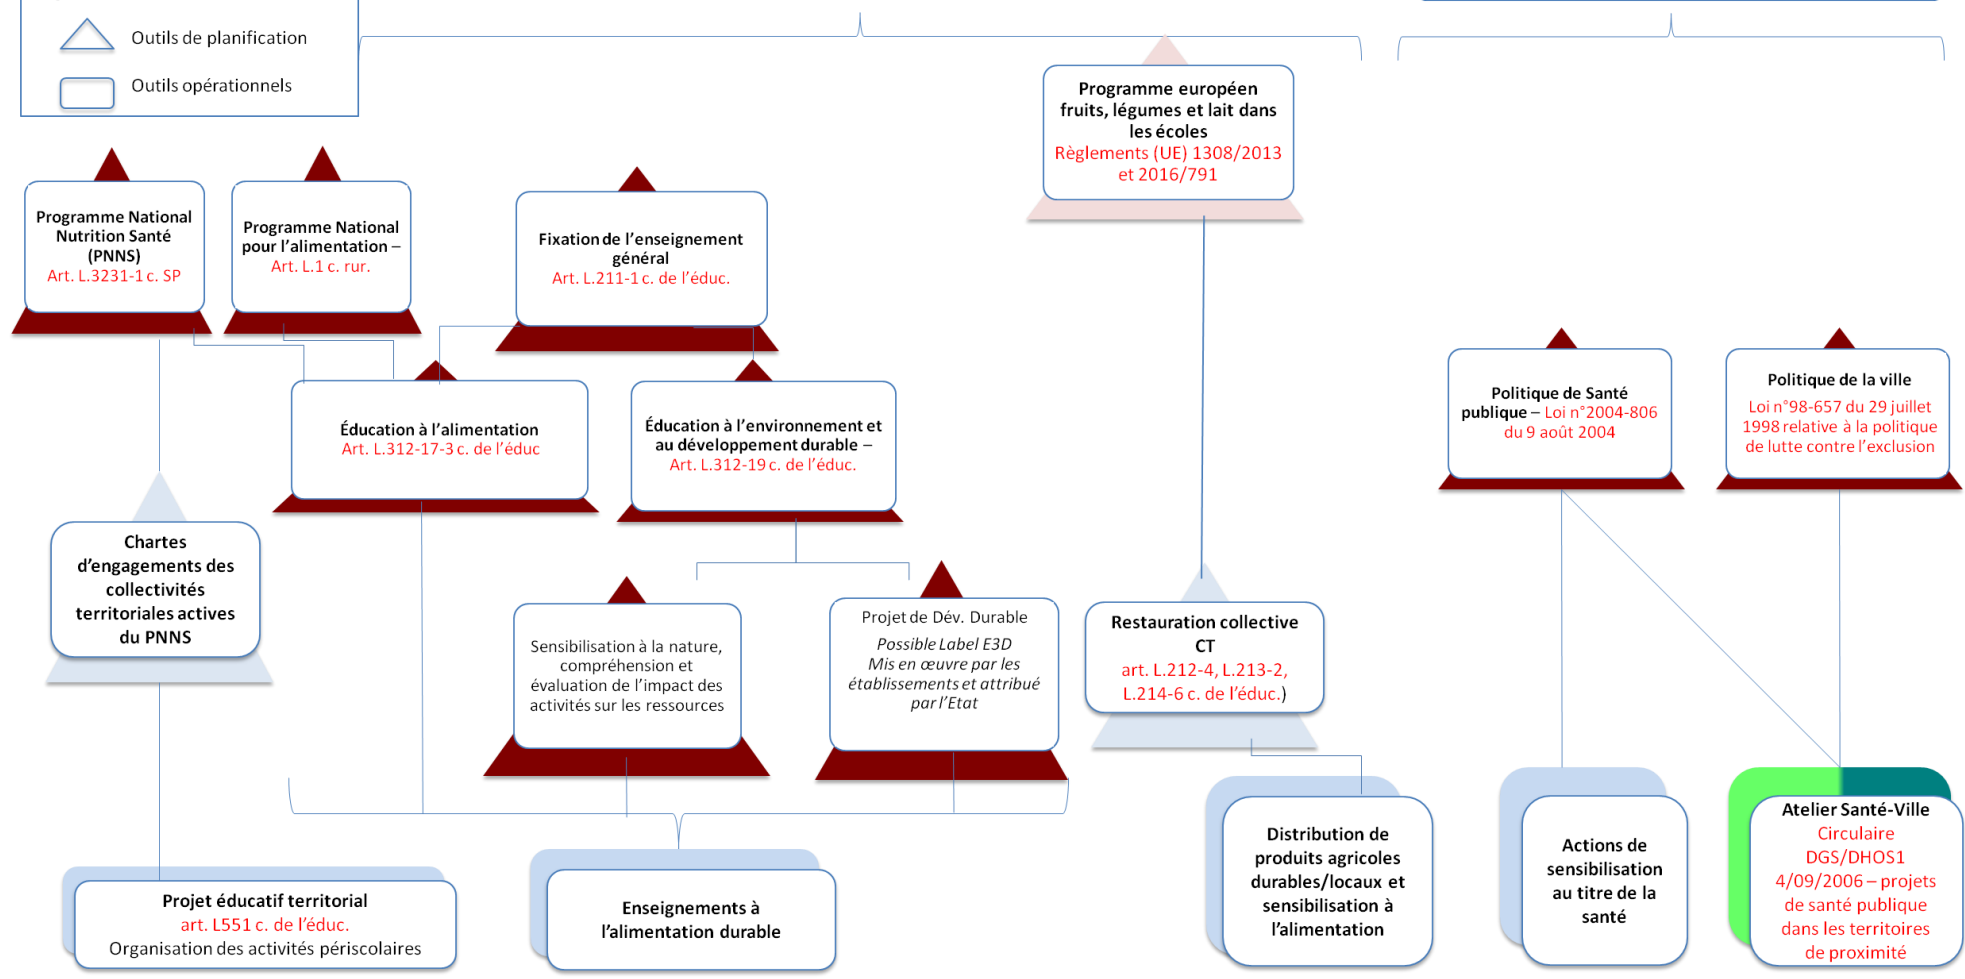 Outils de planification
Outils opérationnels
Programme européen
fruits, légumes et lait dans
les écoles
Règlements (UE) 1308/2013
et 2016/791
Programme National
Nutrition Santé
(PNNS)
Art. L.3231-1 c. SP
Programme National
pour l'alimentation –
Art. L.1 c. rur.
Fixation de l'enseignement
général
Art. L.211-1 c. de l'éduc.
Éducation à l'alimentation
Art. L.312-17-3 c. de l'éduc
Éducation à l'environnement et
au développement durable –
Art. L.312-19 c. de l'éduc.
Politique de Santé
publique – Loi n°2004-806
du 9 août 2004
Politique de la ville
Loi n°98-657 du 29 juillet
1998 relative à la politique
de lutte contre l'exclusion
Chartes
d'engagements des
collectivités
territoriales actives
du PNNS
Sensibilisation à la nature,
compréhension et
évaluation de l'impact des
activités sur les ressources
Projet de Dév. Durable
Possible Label E3D
Mis en œuvre par les
établissements et attribué
par l'Etat
Restauration collective
CT
art. L.212-4, L.213-2,
L.214-6 c. de l'éduc.)
Projet éducatif territorial
art. L551 c. de l'éduc.
Organisation des activités périscolaires
Enseignements à
l'alimentation durable
Distribution de
produits agricoles
durables/locaux et
sensibilisation à
l'alimentation
Actions de
sensibilisation
au titre de la
santé
Atelier Santé-Ville
Circulaire
DGS/DHOS1
4/09/2006 – projets
de santé publique
dans les territoires
de proximité